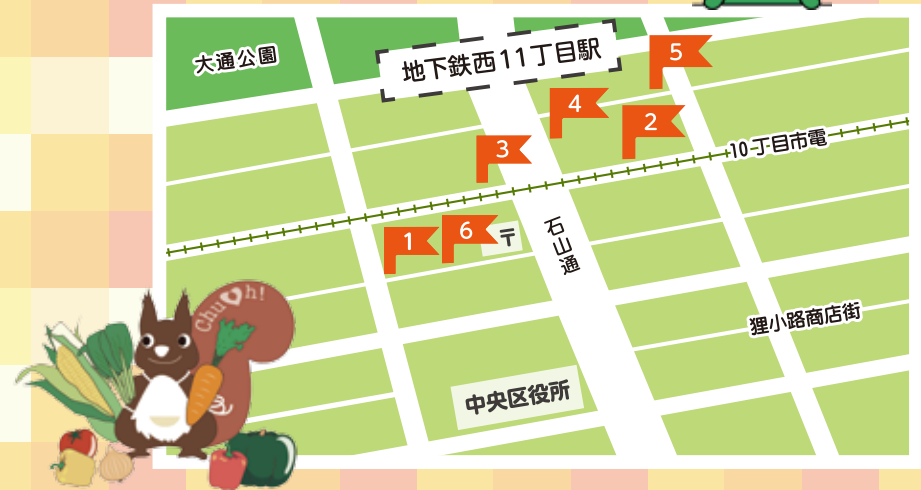 大通公園
地下鉄西11丁目駅
5
4
2
3
10丁目市電
1
6
〒
石山通
狸小路商店街
中央区役所
Chu♥h!